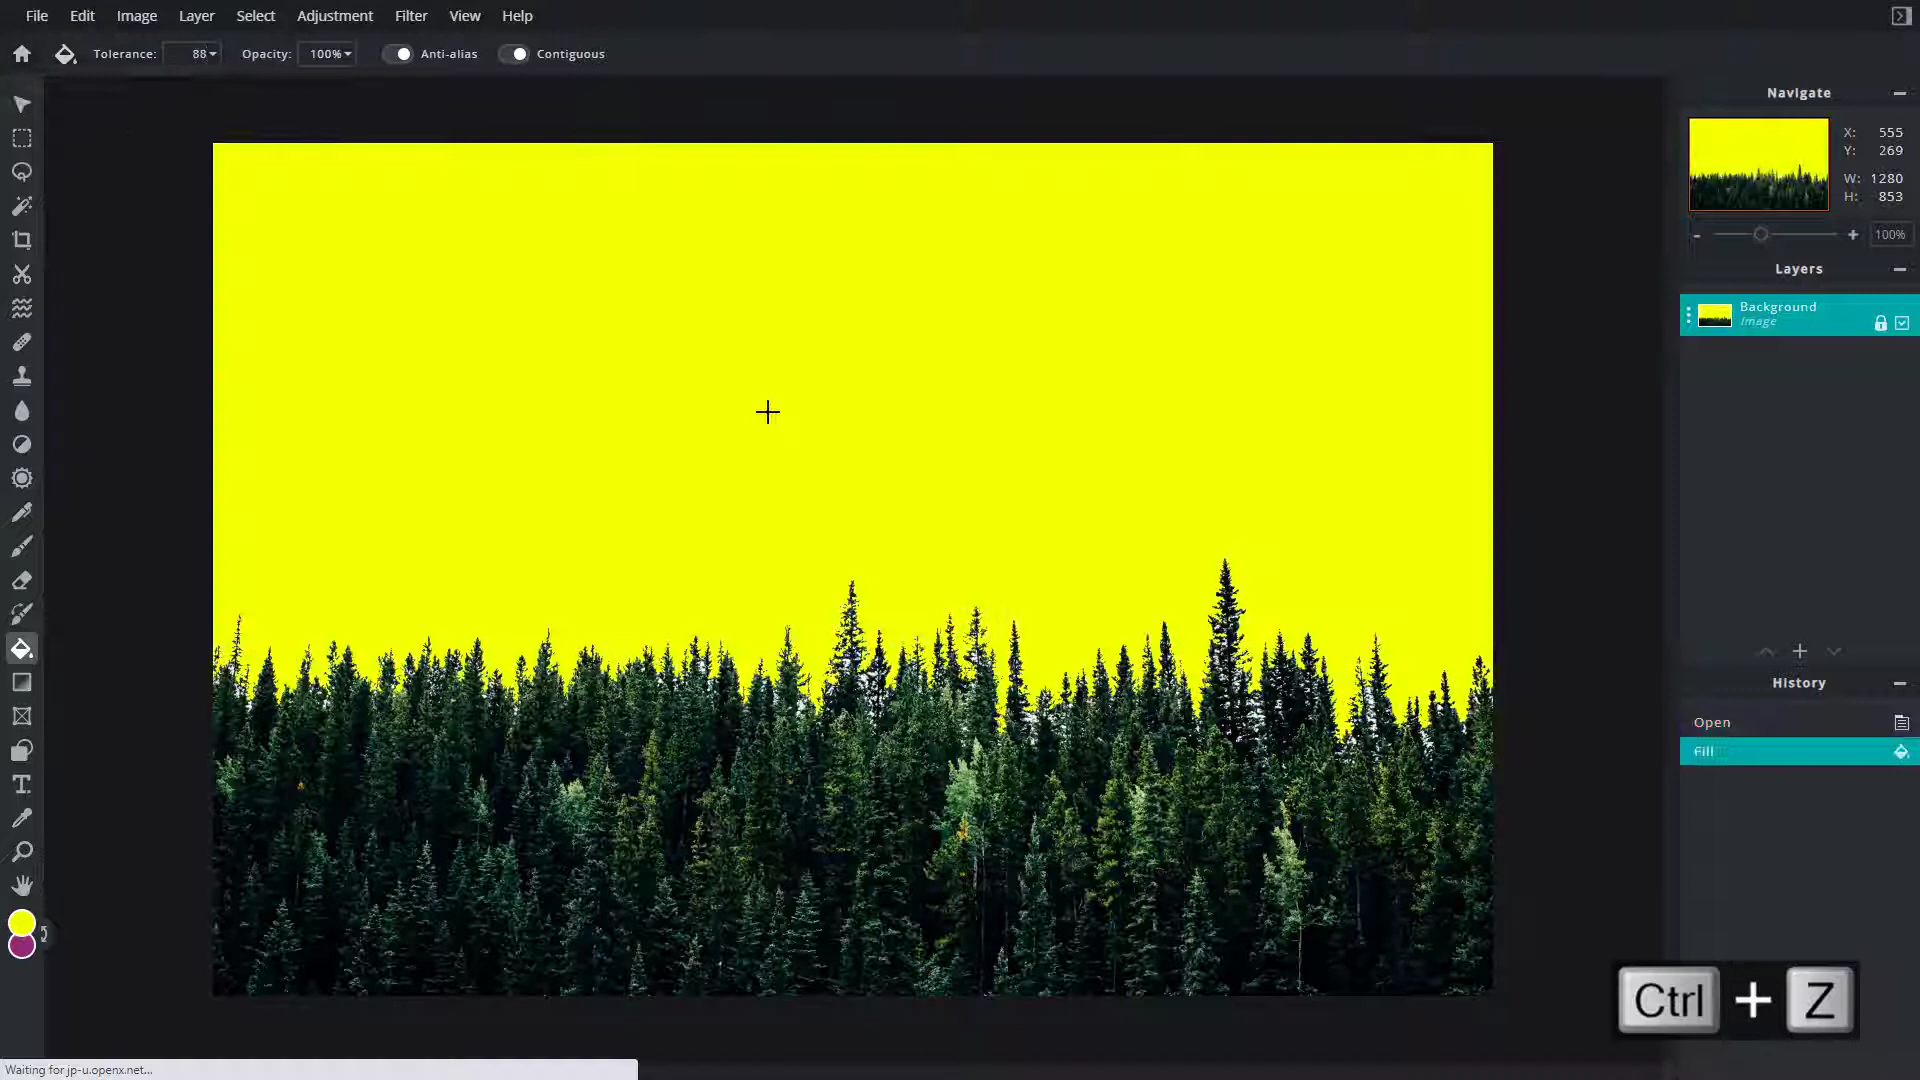 File Edit Image Layer Select Adjustment Filter View Help
Tolerance: 88 Opacity: 100% Anti-alias Contiguous
Navigate
X: 555
Y: 269
W: 1280
H: 853
- + 100%
Layers
Background
Image
History
Open
Fill
Ctrl + Z
Waiting for jp-u.openx.net...